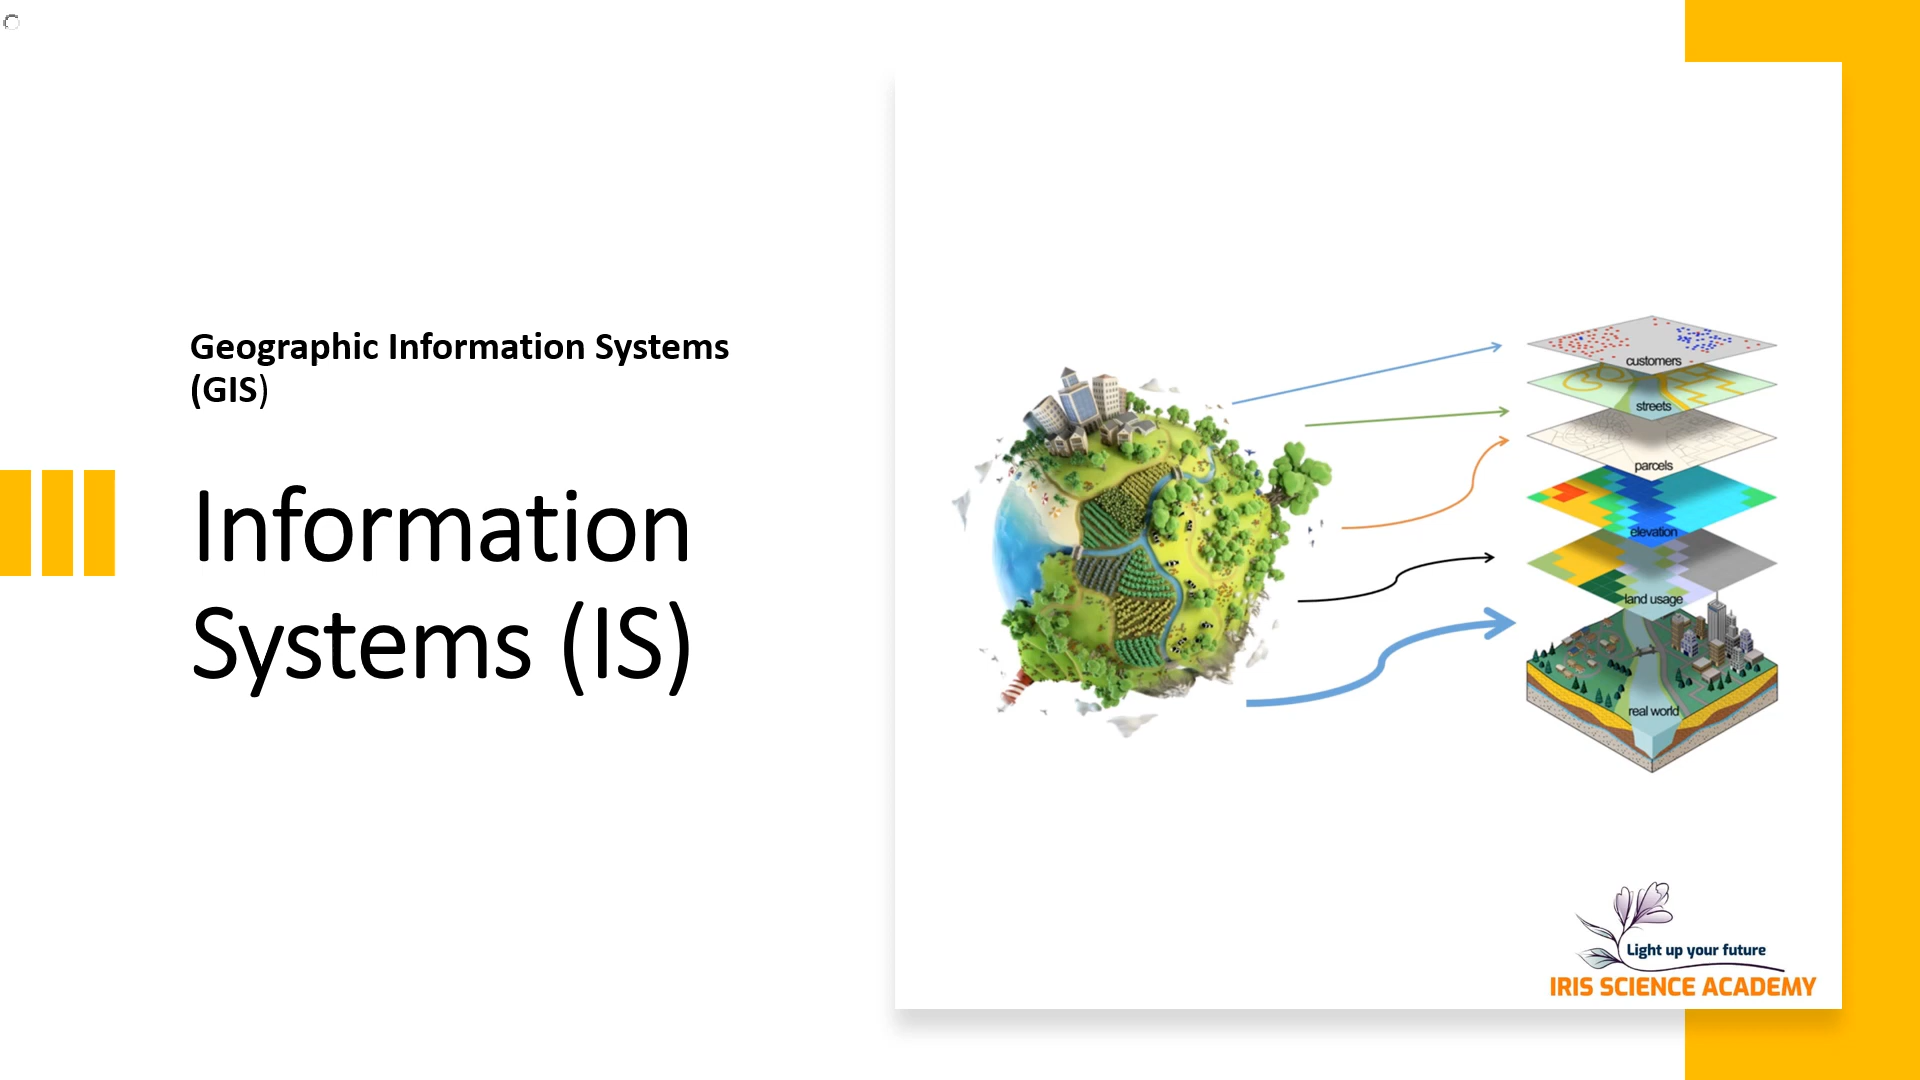 Geographic Information Systems
(GIS)
Information
Systems (IS)
customers
streets
parcels
elevation
land usage
real world
Light up your future
IRIS SCIENCE ACADEMY